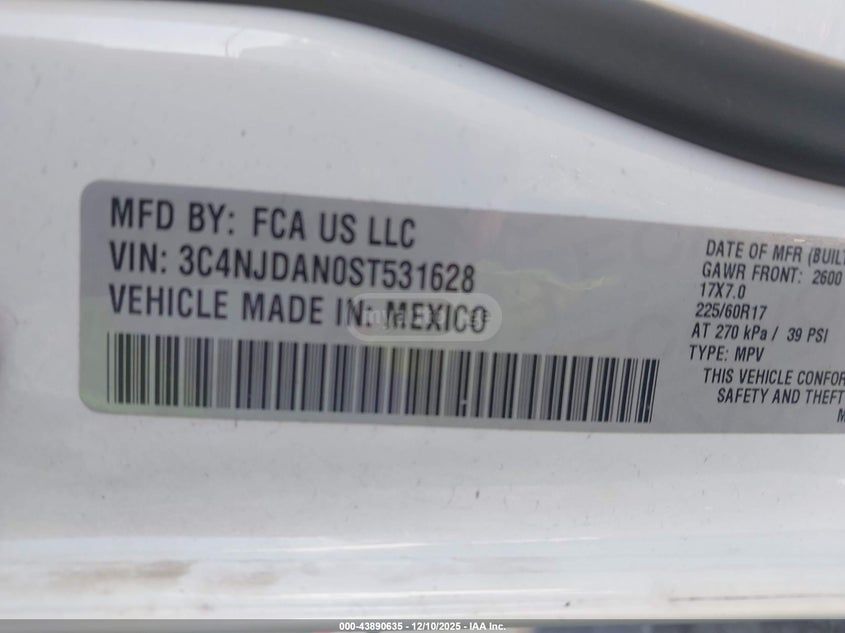 MFD BY: FCA US LLC
VIN: 3C4NJDAN0ST531628
VEHICLE MADE IN: MEXICO
DATE OF MFR (BUILT
GAWR FRONT: 2600
17X7.0
225/60R17
AT 270 kPa / 39 PSI
TYPE: MPV
THIS VEHICLE CONFOR
SAFETY AND THEFT
M
000-43890635 - 12/10/2025 - IAA Inc.